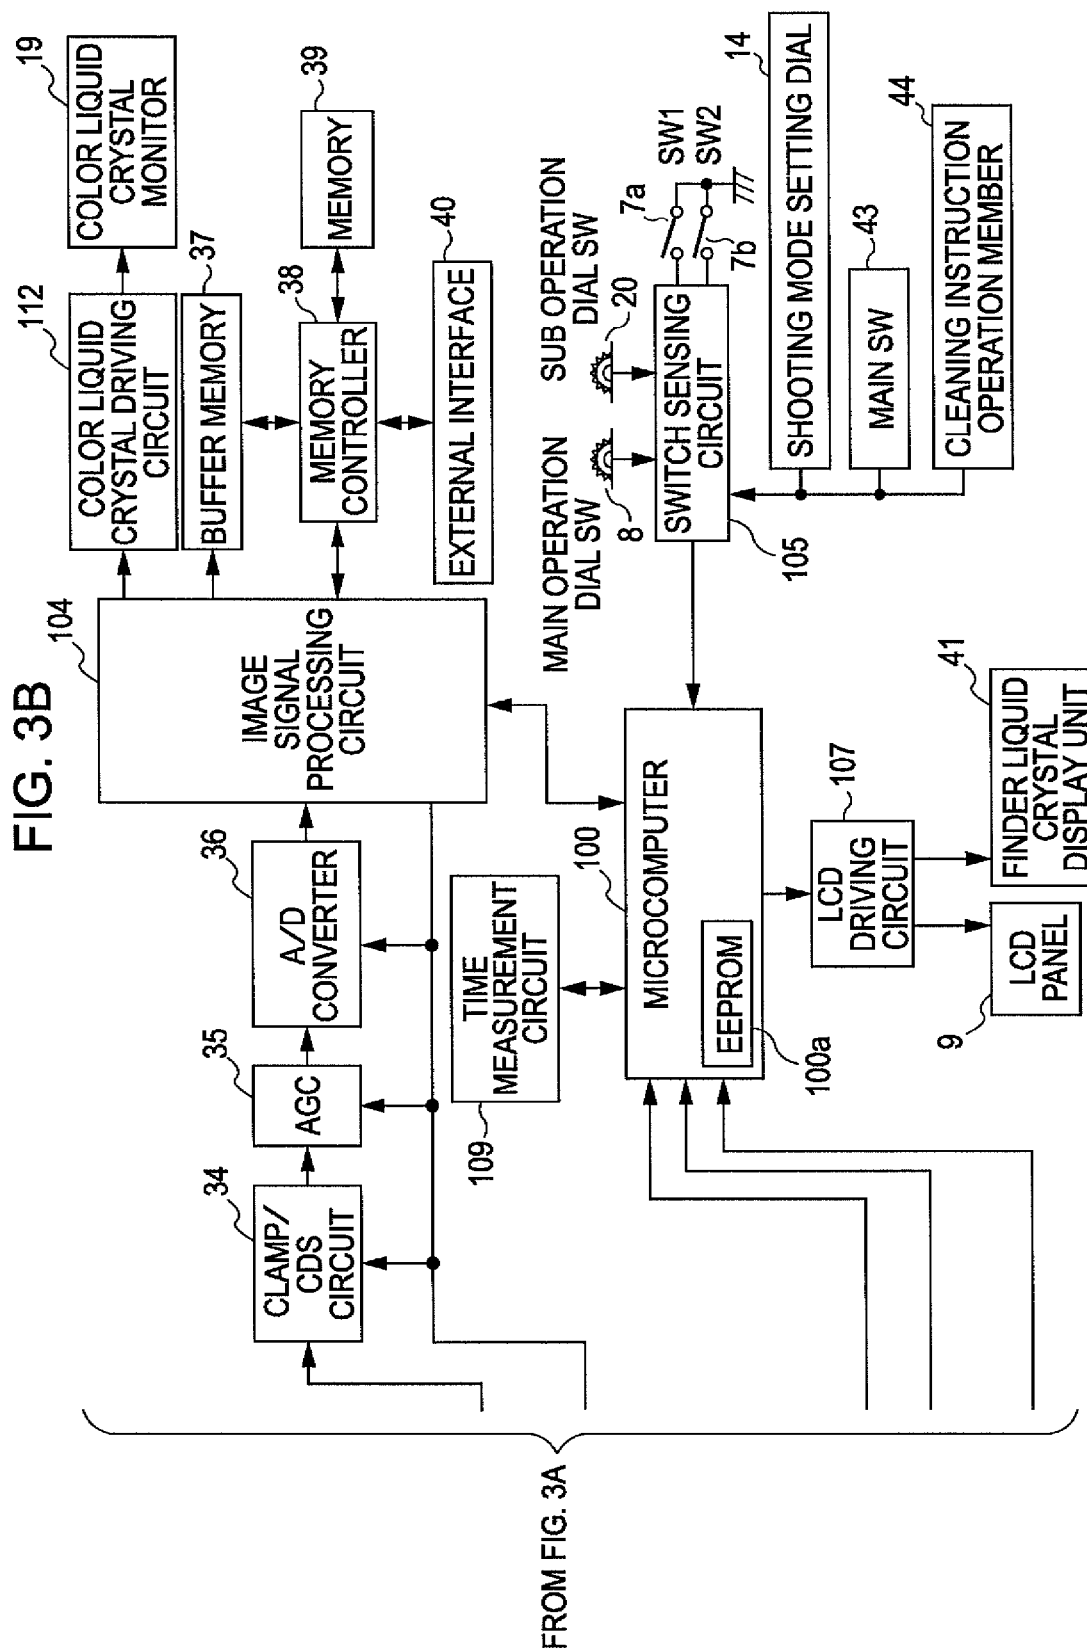 FIG. 3B
34
CLAMP/
CDS
CIRCUIT
35
AGC
36
A/D
CONVERTER
104
IMAGE
SIGNAL
PROCESSING
CIRCUIT
112
COLOR LIQUID
CRYSTAL DRIVING
CIRCUIT
19
COLOR LIQUID
CRYSTAL
MONITOR
37
BUFFER MEMORY
38
MEMORY
CONTROLLER
39
MEMORY
40
EXTERNAL INTERFACE
109
TIME
MEASUREMENT
CIRCUIT
100
MICROCOMPUTER
EEPROM
100a
MAIN OPERATION
DIAL SW
8
SUB OPERATION
DIAL SW
20
SWITCH SENSING
CIRCUIT
105
7a
SW1
7b
SW2
14
SHOOTING MODE SETTING DIAL
43
MAIN SW
44
CLEANING INSTRUCTION
OPERATION MEMBER
107
LCD
DRIVING
CIRCUIT
9
LCD
PANEL
41
FINDER LIQUID
CRYSTAL
DISPLAY UNIT
FROM FIG. 3A